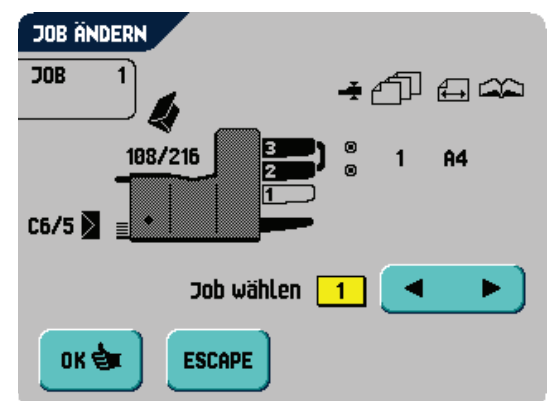 JOB ÄNDERN
JOB 1
108/216
3
2
1
1 A4
C6/5
Job wählen 1
OK
ESCAPE